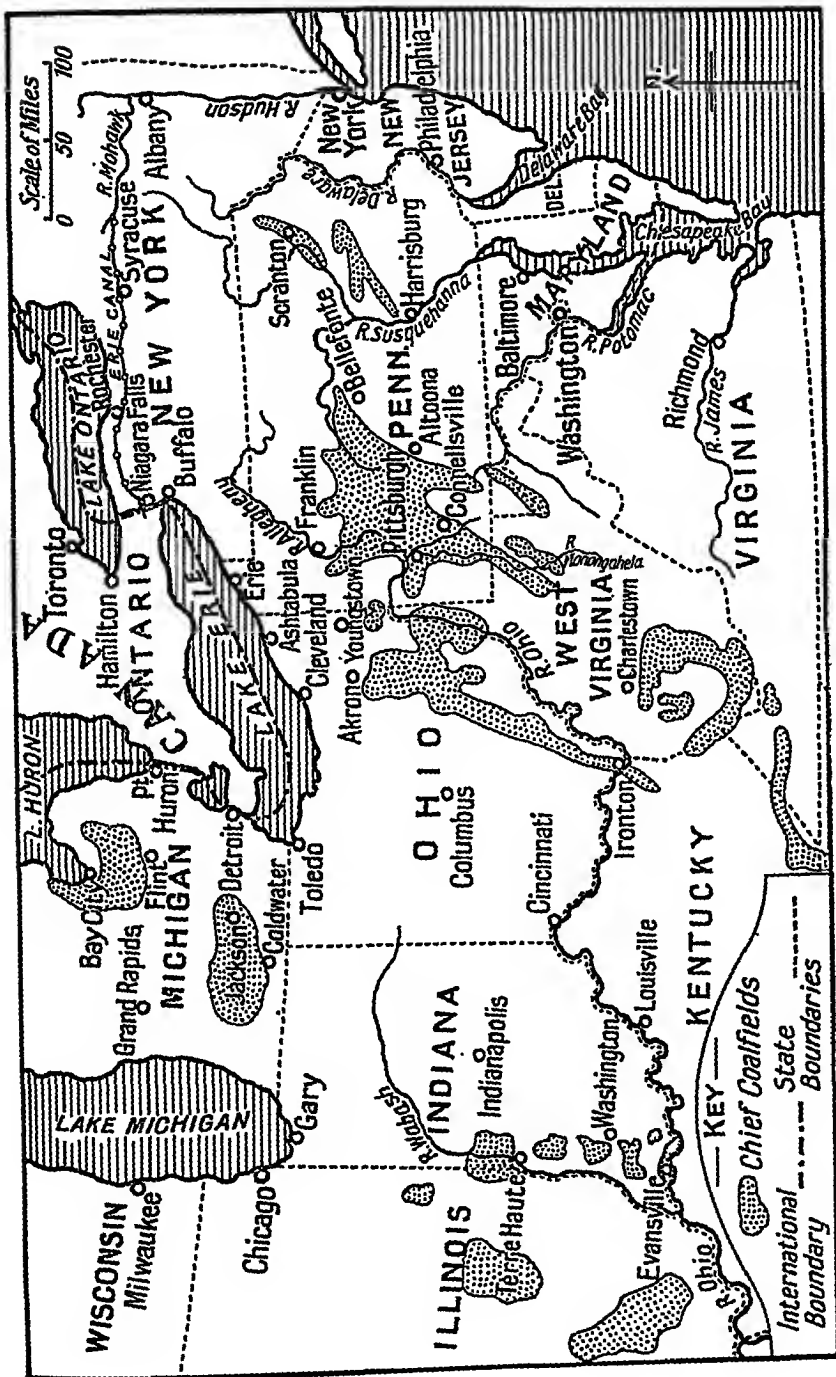 Scale of Miles
0 50 100
WISCONSIN
Milwaukee
LAKE MICHIGAN
Grand Rapids
MICHIGAN
Bay City
Flint
L. HURON
Pt.
Huron
CANADA
ONTARIO
Toronto
Hamilton
LAKE ONTARIO
Rochester
Niagara Falls
ERIE CANAL
R. Mohawk
Syracuse
Albany
NEW YORK
Buffalo
R. Hudson
Chicago
Gary
Jackson
Detroit
Coldwater
Toledo
LAKE ERIE
Erie
Ashtabula
Cleveland
Akron
Youngstown
Allegheny
Franklin
Scranton
R. Delaware
New
York
NEW
JERSEY
Philadelphia
ILLINOIS
Terre Haute
R. Wabash
INDIANA
Indianapolis
OHIO
Columbus
Pittsburgh
PENN.
Bellefonte
Altoona
Connellsville
R. Susquehanna
Harrisburg
Delaware Bay
DEL.
MARYLAND
Baltimore
Washington
Chesapeake Bay
R. Potomac
Evansville
Washington
Louisville
Cincinnati
Ironton
R. Ohio
WEST
VIRGINIA
Charlestown
R.
Monongahela
VIRGINIA
Richmond
R. James
R. Ohio
KENTUCKY
N
KEY
Chief Coalfields
International
Boundary
State
Boundaries